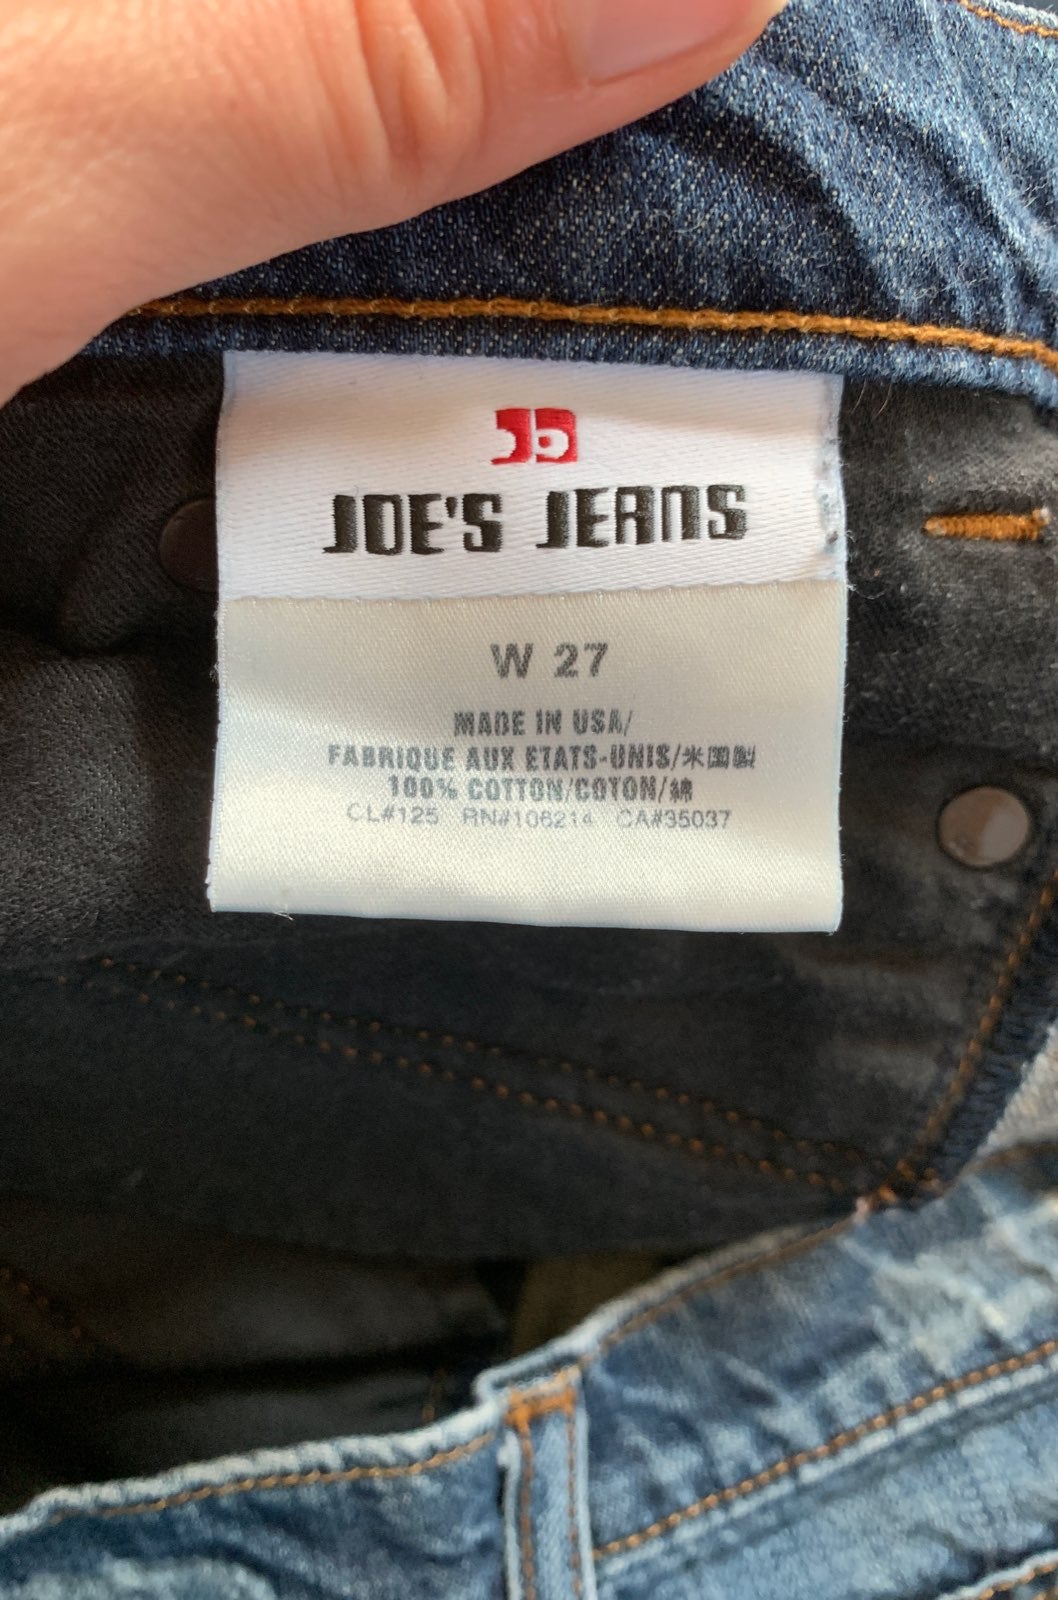 JOE'S JEANS
W 27
MADE IN USA/
FABRIQUE AUX ETATS-UNIS/米国製
100% COTTON/COTON/綿
CL#125 RN#106214 CA#35037